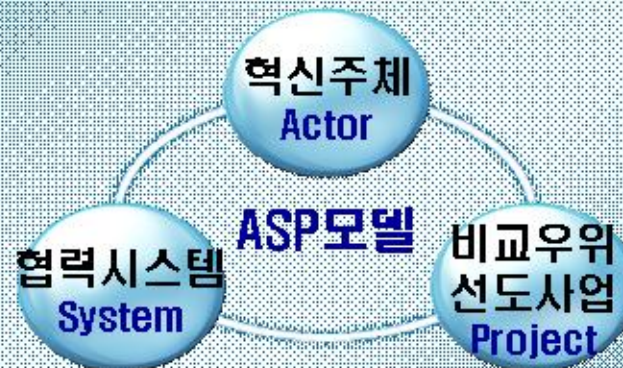 혁신주체
Actor
ASP모델
협력시스템
System
비교우위
선도사업
Project